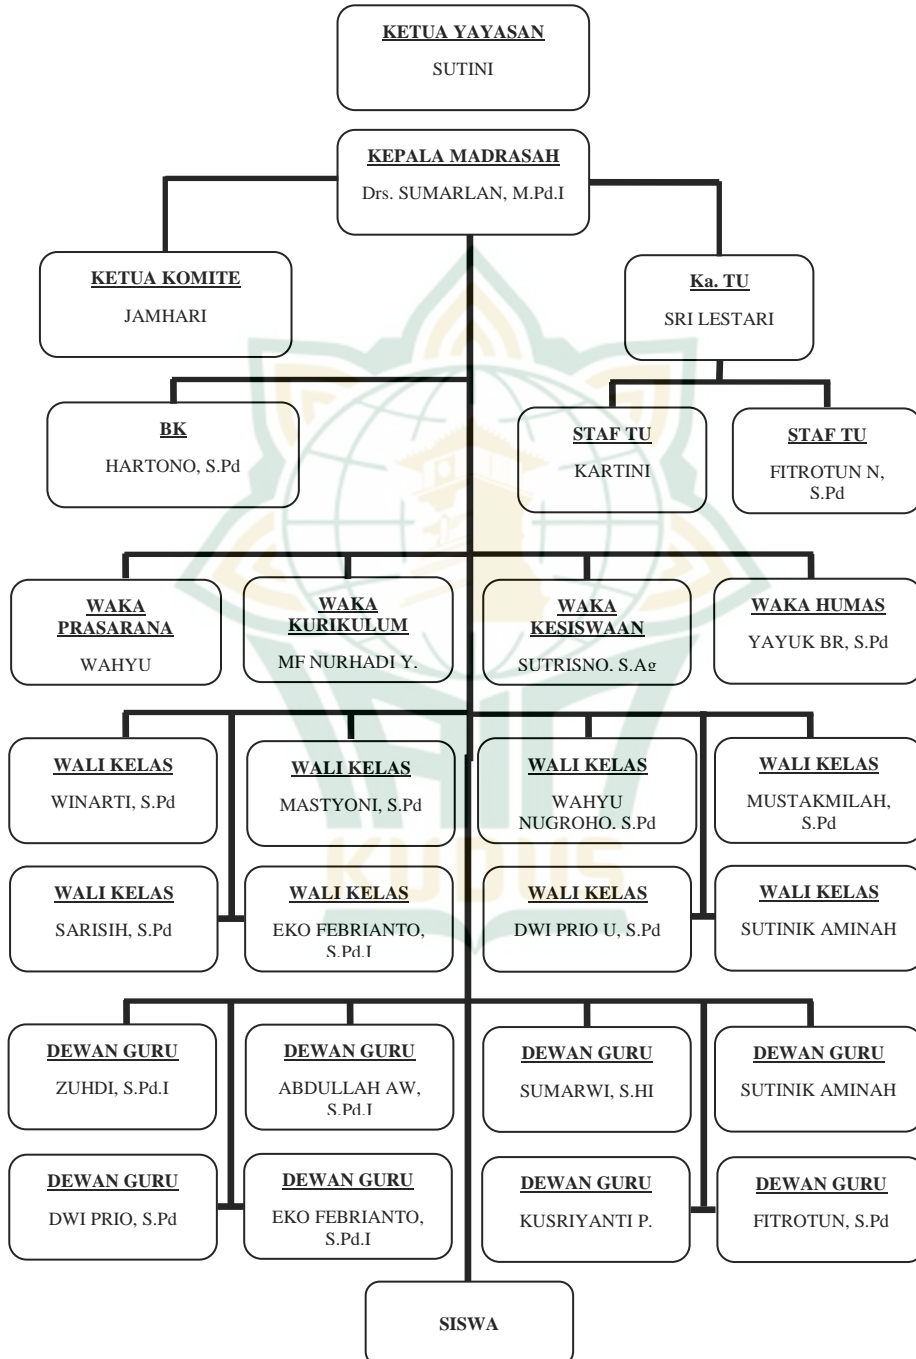 KETUA YAYASAN
SUTINI
KEPALA MADRASAH
Drs. SUMARLAN, M.Pd.I
KETUA KOMITE
JAMHARI
Ka. TU
SRI LESTARI
BK
HARTONO, S.Pd
STAF TU
KARTINI
STAF TU
FITROTUN N,
S.Pd
WAKA
PRASARANA
WAHYU
WAKA
KURIKULUM
MF NURHADI Y.
WAKA
KESISWAAN
SUTRISNO, S.Ag
WAKA HUMAS
YAYUK BR, S.Pd
WALI KELAS
WINARTI, S.Pd
WALI KELAS
MASTYONI, S.Pd
WALI KELAS
WAHYU
NUGROHO, S.Pd
WALI KELAS
MUSTAKMILAH,
S.Pd
WALI KELAS
SARISIH, S.Pd
WALI KELAS
EKO FEBRIANTO,
S.Pd.I
WALI KELAS
DWI PRIO U, S.Pd
WALI KELAS
SUTINIK AMINAH
KUDUS
DEWAN GURU
ZUHDI, S.Pd.I
DEWAN GURU
ABDULLAH AW,
S.Pd.I
DEWAN GURU
SUMARWI, S.HI
DEWAN GURU
SUTINIK AMINAH
DEWAN GURU
DWI PRIO, S.Pd
DEWAN GURU
EKO FEBRIANTO,
S.Pd.I
DEWAN GURU
KUSRIYANTI P.
DEWAN GURU
FITROTUN, S.Pd
SISWA